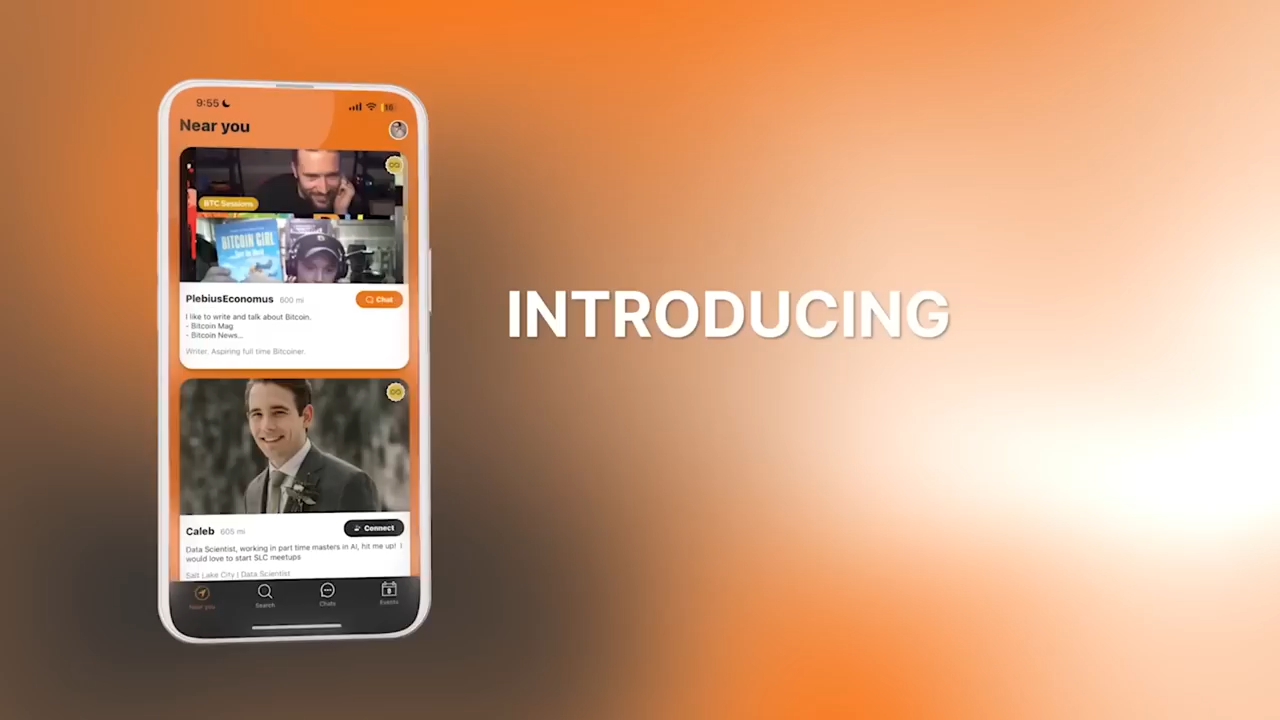 9:55
16
Near you
BTC Sessions
BITCOIN GIRL
PlebiusEconomus 600 mi
Chat
I like to write and talk about Bitcoin.
- Bitcoin Mag
- Bitcoin News...
Writer. Aspiring full time Bitcoiner.
INTRODUCING
Caleb 605 mi
Connect
Data Scientist, working in part time masters in AI, hit me up! I
would love to start SLC meetups
Salt Lake City | Data Scientist
Near you
Search
Chats
Events